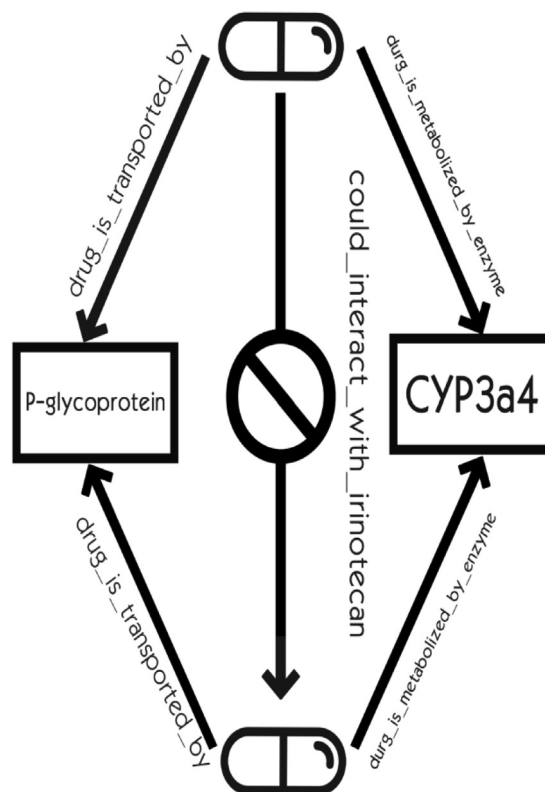 drug_is_transported_by
durg_is_metabolized_by_enzyme
could_interact_with_irinotecan
P-glycoprotein
CYP3a4
drug_is_transported_by
durg_is_metabolized_by_enzyme